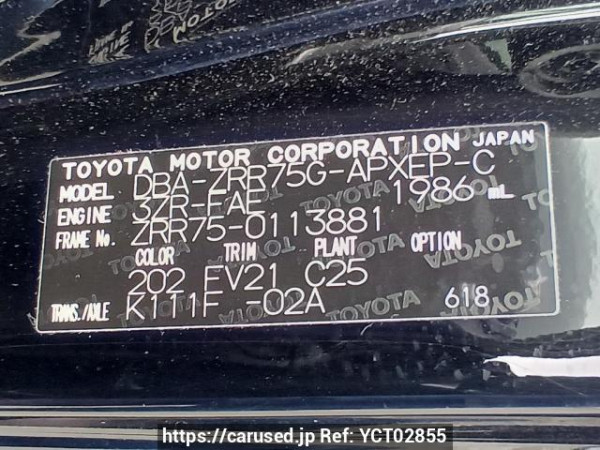 TOYOTA MOTOR CORPORATION JAPAN
MODEL DBA-ZRR75G-APXEP-C
ENGINE 3ZR-FAE 1986 mL
FRAME No. ZRR75-0113881
COLOR TRIM PLANT OPTION
202 EV21 C25
TRANS./AXLE K111F -02A 618
https://carused.jp Ref: YCT02855